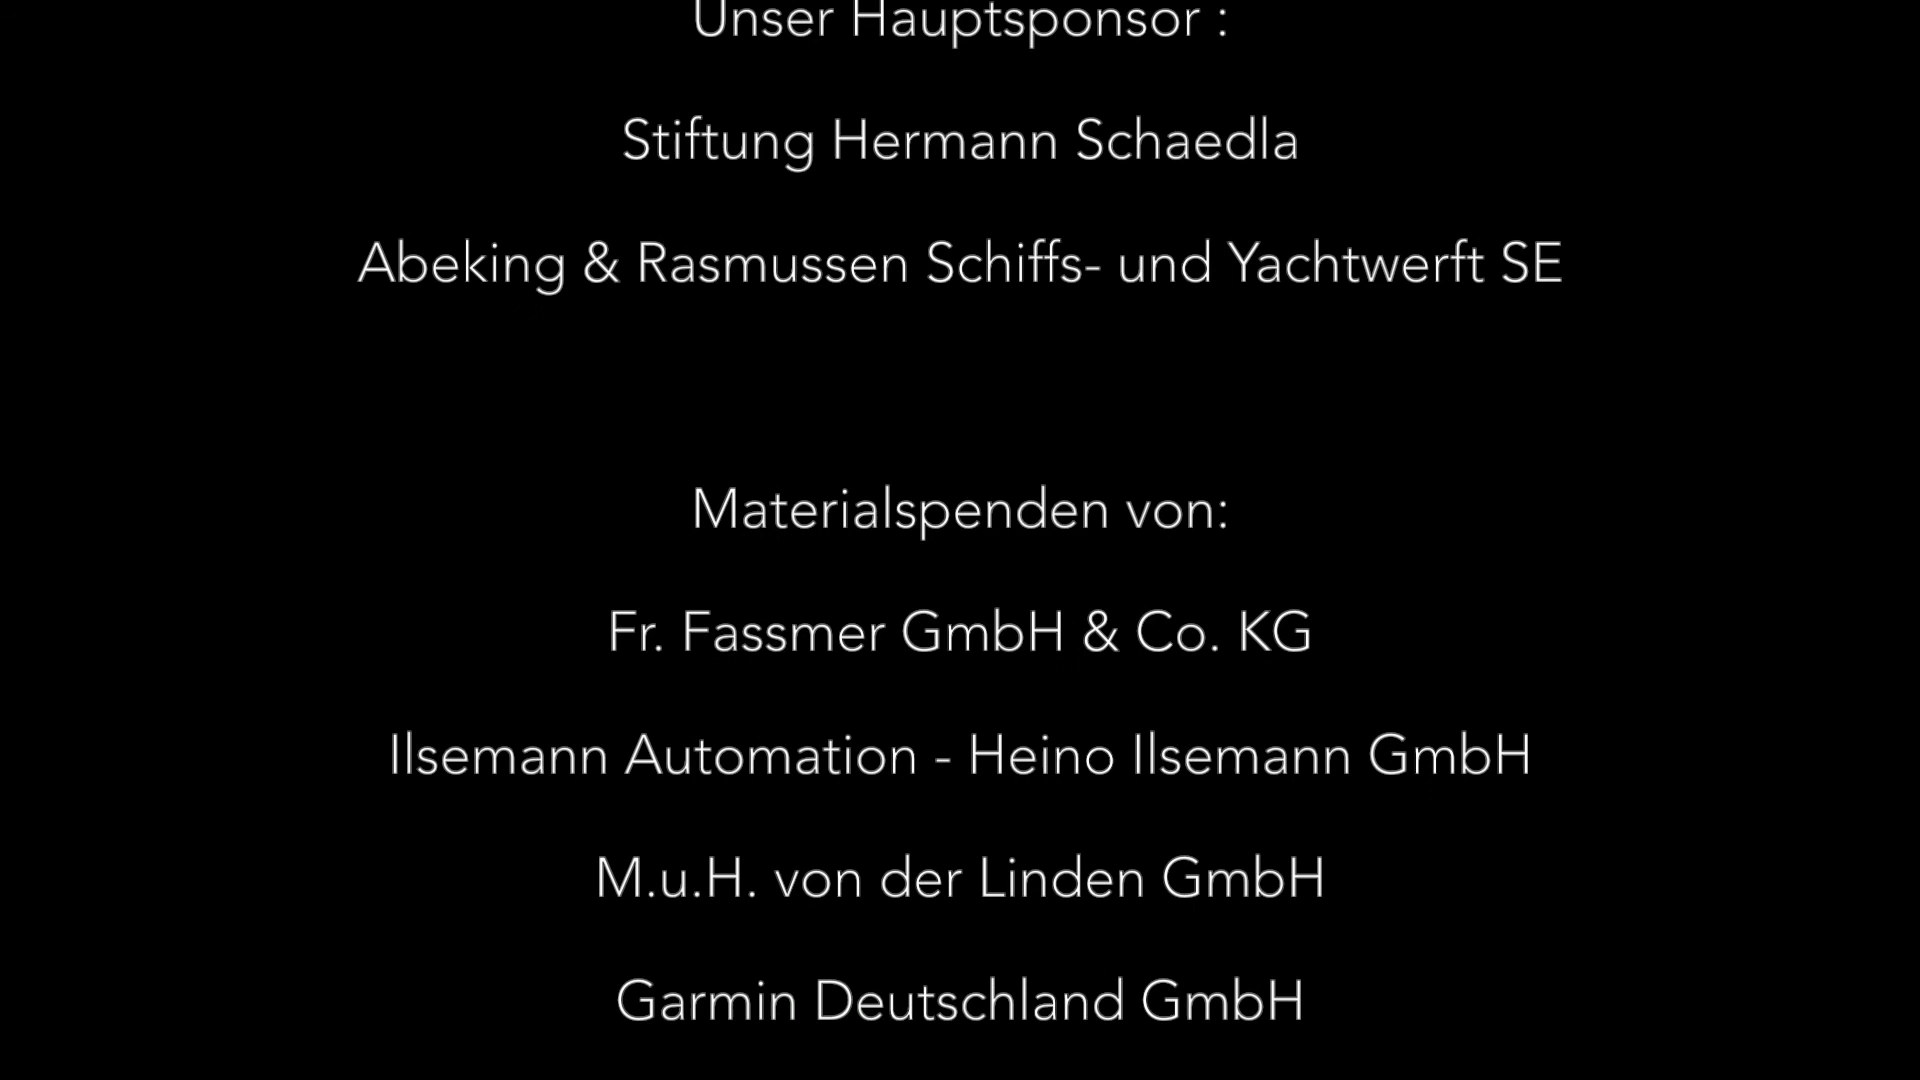 Unser Hauptsponsor :
Stiftung Hermann Schaedla
Abeking & Rasmussen Schiffs- und Yachtwerft SE
Materialspenden von:
Fr. Fassmer GmbH & Co. KG
Ilsemann Automation - Heino Ilsemann GmbH
M.u.H. von der Linden GmbH
Garmin Deutschland GmbH